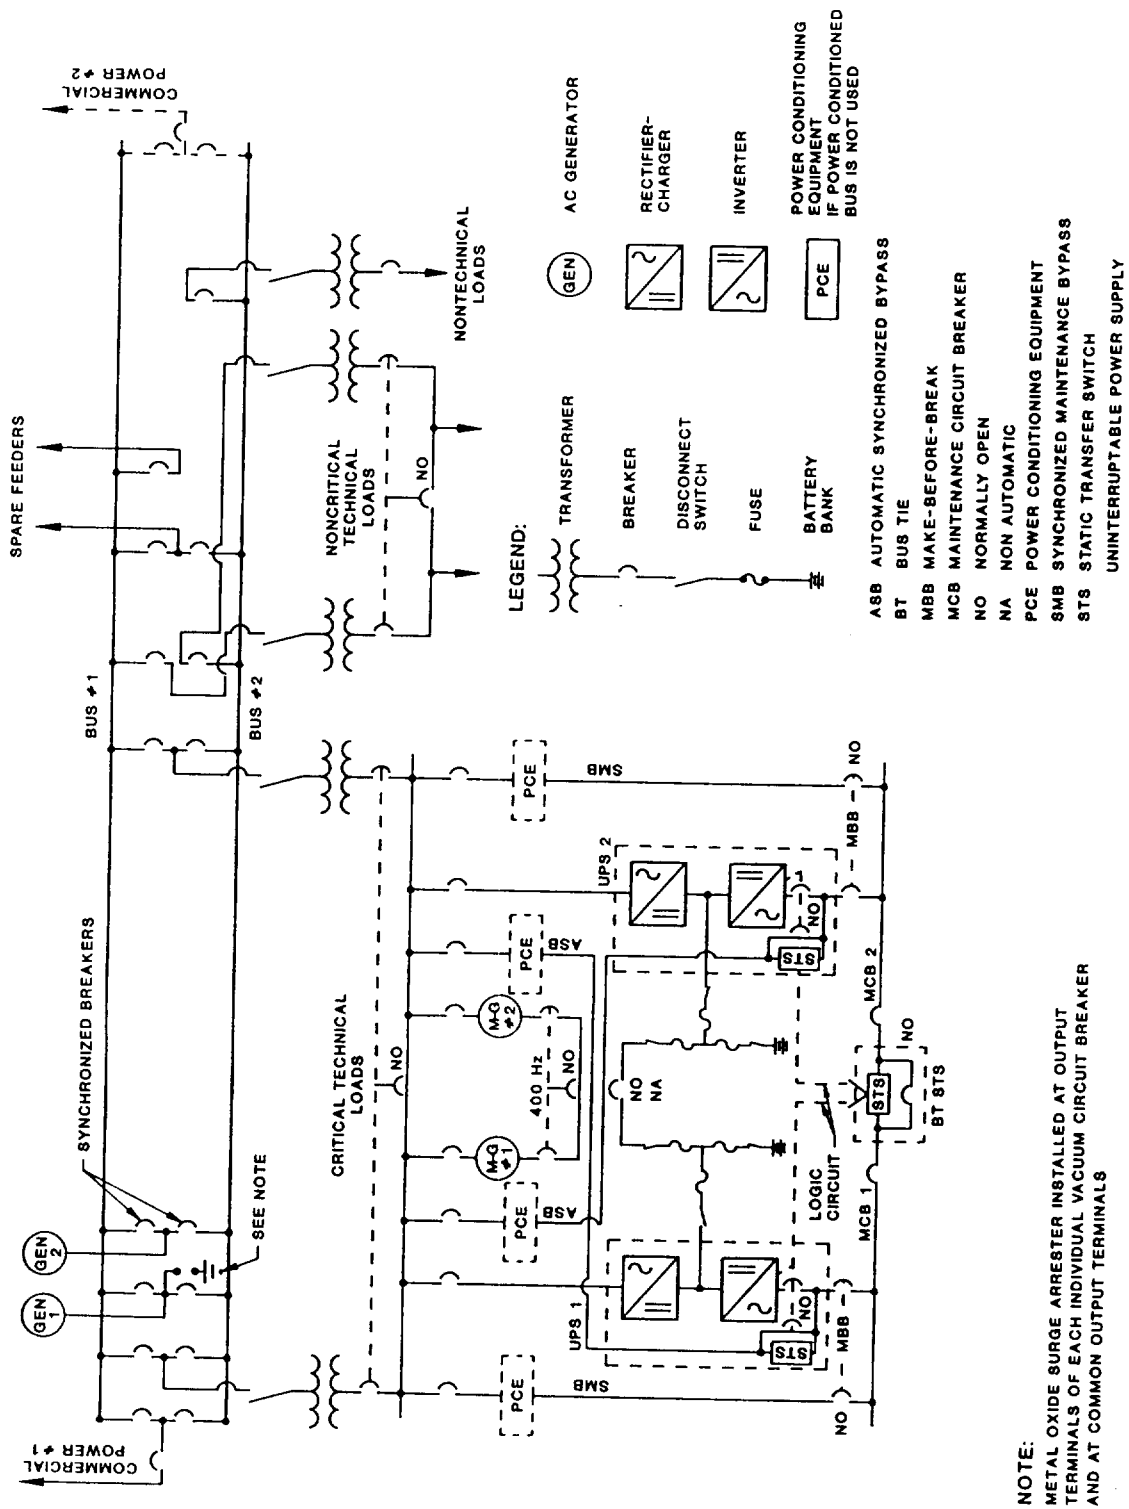 COMMERCIAL
POWER #1
GEN
1
GEN
2
SYNCHRONIZED BREAKERS
SEE NOTE
BUS #1
BUS #2
SPARE FEEDERS
COMMERCIAL
POWER #2
CRITICAL TECHNICAL
LOADS
NO
NONCRITICAL
TECHNICAL
LOADS
NO
NONTECHNICAL
LOADS
PCE
SMB
PCE
ASB
M-G
#1
400 Hz
NO
M-G
#2
PCE
ASB
PCE
SMB
UPS 1
STS
NO
NO
MBB
NO
NA
UPS 2
STS
NO
MBB
NO
LOGIC
CIRCUIT
MCB 1
STS
NO
BT STS
MCB 2
LEGEND:
TRANSFORMER
BREAKER
DISCONNECT
SWITCH
FUSE
BATTERY
BANK
GEN
AC GENERATOR
RECTIFIER-
CHARGER
INVERTER
PCE
POWER CONDITIONING
EQUIPMENT
IF POWER CONDITIONED
BUS IS NOT USED
ASB AUTOMATIC SYNCHRONIZED BYPASS
BT BUS TIE
MBB MAKE-BEFORE-BREAK
MCB MAINTENANCE CIRCUIT BREAKER
NO NORMALLY OPEN
NA NON AUTOMATIC
PCE POWER CONDITIONING EQUIPMENT
SMB SYNCHRONIZED MAINTENANCE BYPASS
STS STATIC TRANSFER SWITCH
UNINTERRUPTABLE POWER SUPPLY
NOTE:
METAL OXIDE SURGE ARRESTER INSTALLED AT OUTPUT
TERMINALS OF EACH INDIVIDUAL VACUUM CIRCUIT BREAKER
AND AT COMMON OUTPUT TERMINALS